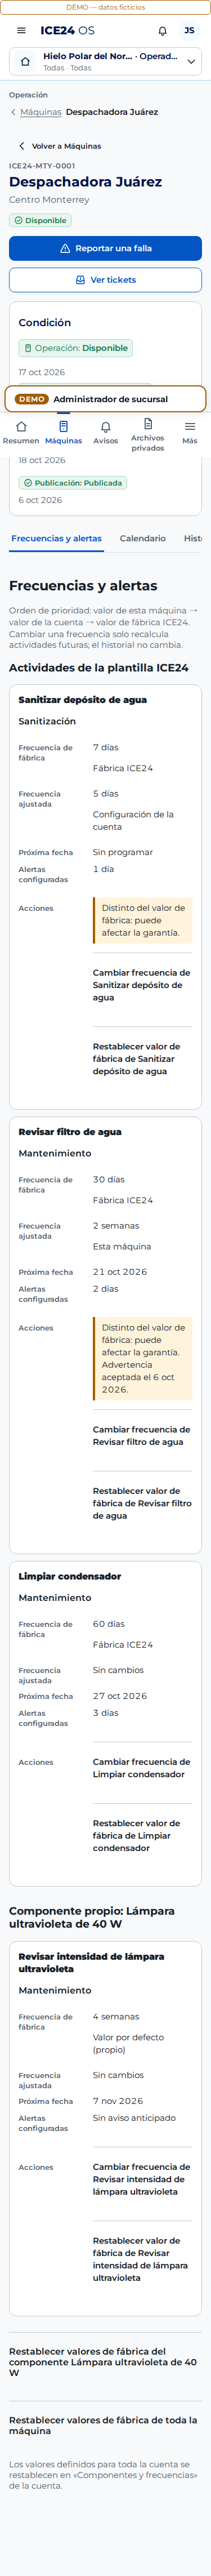 DEMO — datos ficticios
ICE24 OS
JS
Hielo Polar del Nor... · Operad...
Todas · Todas
Operación
Máquinas Despachadora Juárez
Volver a Máquinas
ICE24-MTY-0001
Despachadora Juárez
Centro Monterrey
Disponible
Reportar una falla
Ver tickets
Condición
Operación: Disponible
17 oct 2026
DEMO Administrador de sucursal
Resumen
Máquinas
Avisos
Archivos privados
Más
18 oct 2026
Publicación: Publicada
6 oct 2026
Frecuencias y alertas
Calendario
Frecuencias y alertas
Orden de prioridad: valor de esta máquina →
valor de la cuenta → valor de fábrica ICE24.
Cambiar una frecuencia solo recalcula
actividades futuras; el historial no cambia.
Actividades de la plantilla ICE24
Sanitizar depósito de agua
Sanitización
Frecuencia de fábrica
7 días
Fábrica ICE24
Frecuencia ajustada
5 días
Configuración de la
cuenta
Próxima fecha
Sin programar
Alertas configuradas
1 día
Acciones
Distinto del valor de
fábrica: puede
afectar la garantía.
Cambiar frecuencia de
Sanitizar depósito de
agua
Restablecer valor de
fábrica de Sanitizar
depósito de agua
Revisar filtro de agua
Mantenimiento
Frecuencia de fábrica
30 días
Fábrica ICE24
Frecuencia ajustada
2 semanas
Esta máquina
Próxima fecha
21 oct 2026
Alertas configuradas
2 días
Acciones
Distinto del valor de
fábrica: puede
afectar la garantía.
Advertencia
aceptada el 6 oct
2026.
Cambiar frecuencia de
Revisar filtro de agua
Restablecer valor de
fábrica de Revisar filtro
de agua
Limpiar condensador
Mantenimiento
Frecuencia de fábrica
60 días
Fábrica ICE24
Frecuencia ajustada
Sin cambios
Próxima fecha
27 oct 2026
Alertas configuradas
3 días
Acciones
Cambiar frecuencia de
Limpiar condensador
Restablecer valor de
fábrica de Limpiar
condensador
Componente propio: Lámpara
ultravioleta de 40 W
Revisar intensidad de lámpara
ultravioleta
Mantenimiento
Frecuencia de fábrica
4 semanas
Valor por defecto
(propio)
Frecuencia ajustada
Sin cambios
Próxima fecha
7 nov 2026
Alertas configuradas
Sin aviso anticipado
Acciones
Cambiar frecuencia de
Revisar intensidad de
lámpara ultravioleta
Restablecer valor de
fábrica de Revisar
intensidad de lámpara
ultravioleta
Restablecer valores de fábrica del
componente Lámpara ultravioleta de 40
W
Restablecer valores de fábrica de toda la
máquina
Los valores definidos para toda la cuenta se
restablecen en «Componentes y frecuencias»
de la cuenta.